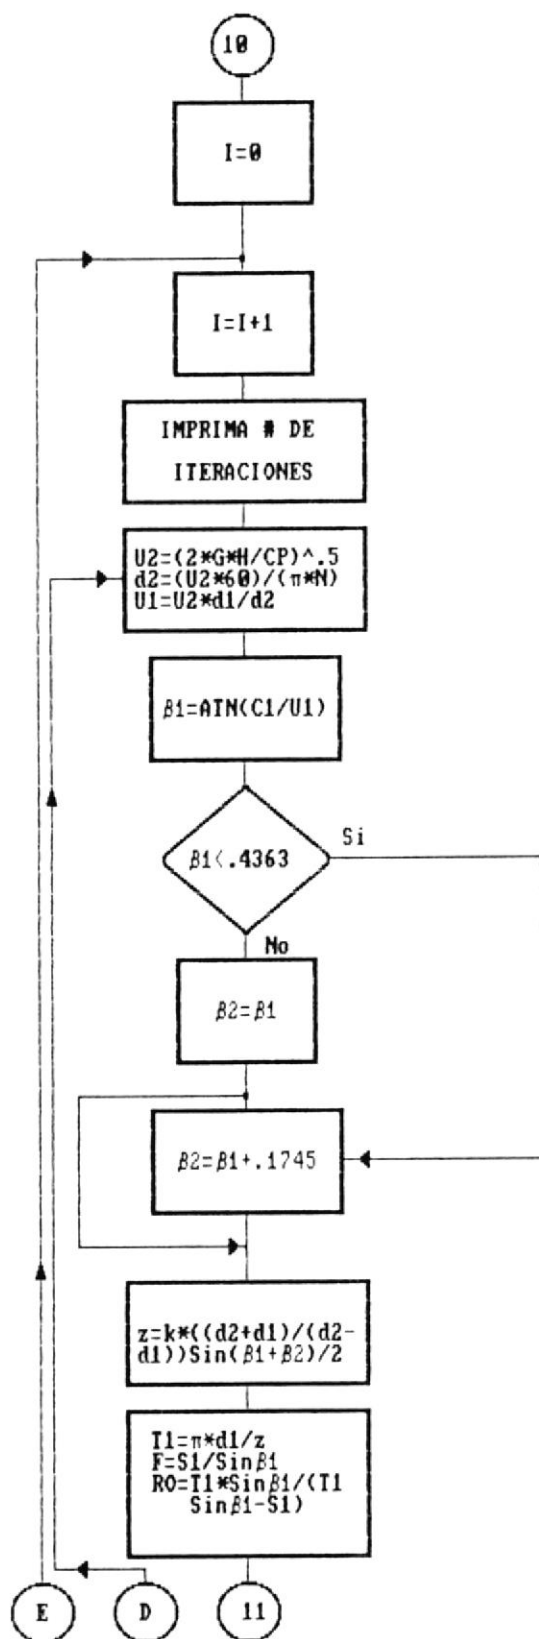 10
I=0
I=I+1
IMPRIMA # DE
ITERACIONES
U2=(2*G*H/CP)^.5
d2=(U2*60)/(π*N)
U1=U2*d1/d2
β1=ATN(C1/U1)
β1<.4363
Si
No
β2=β1
β2=β1+.1745
z=k*((d2+d1)/(d2-
d1))Sin(β1+β2)/2
T1=π*d1/z
F=S1/Sinβ1
RO=T1*Sinβ1/(T1
Sinβ1-S1)
E
D
11